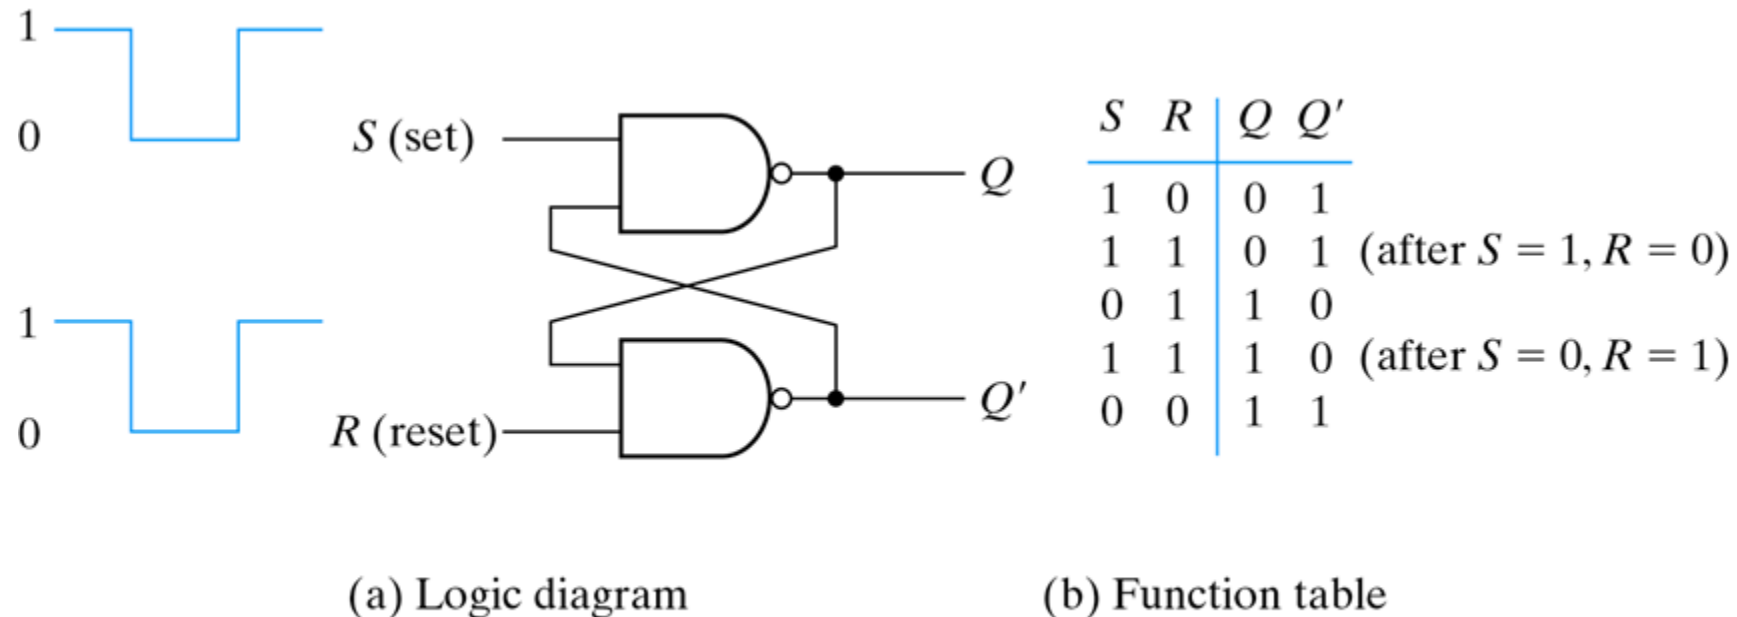 1
0
S (set)
Q
1
0
R (reset)
Q′
S R Q Q′
1 0 0 1
1 1 0 1 (after S = 1, R = 0)
0 1 1 0
1 1 1 0 (after S = 0, R = 1)
0 0 1 1
(a) Logic diagram
(b) Function table